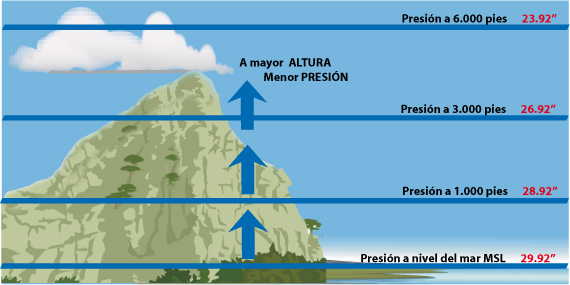 Presión a 6.000 pies 23.92”
A mayor ALTURA
Menor PRESIÓN
Presión a 3.000 pies 26.92”
Presión a 1.000 pies 28.92”
Presión a nivel del mar MSL 29.92”